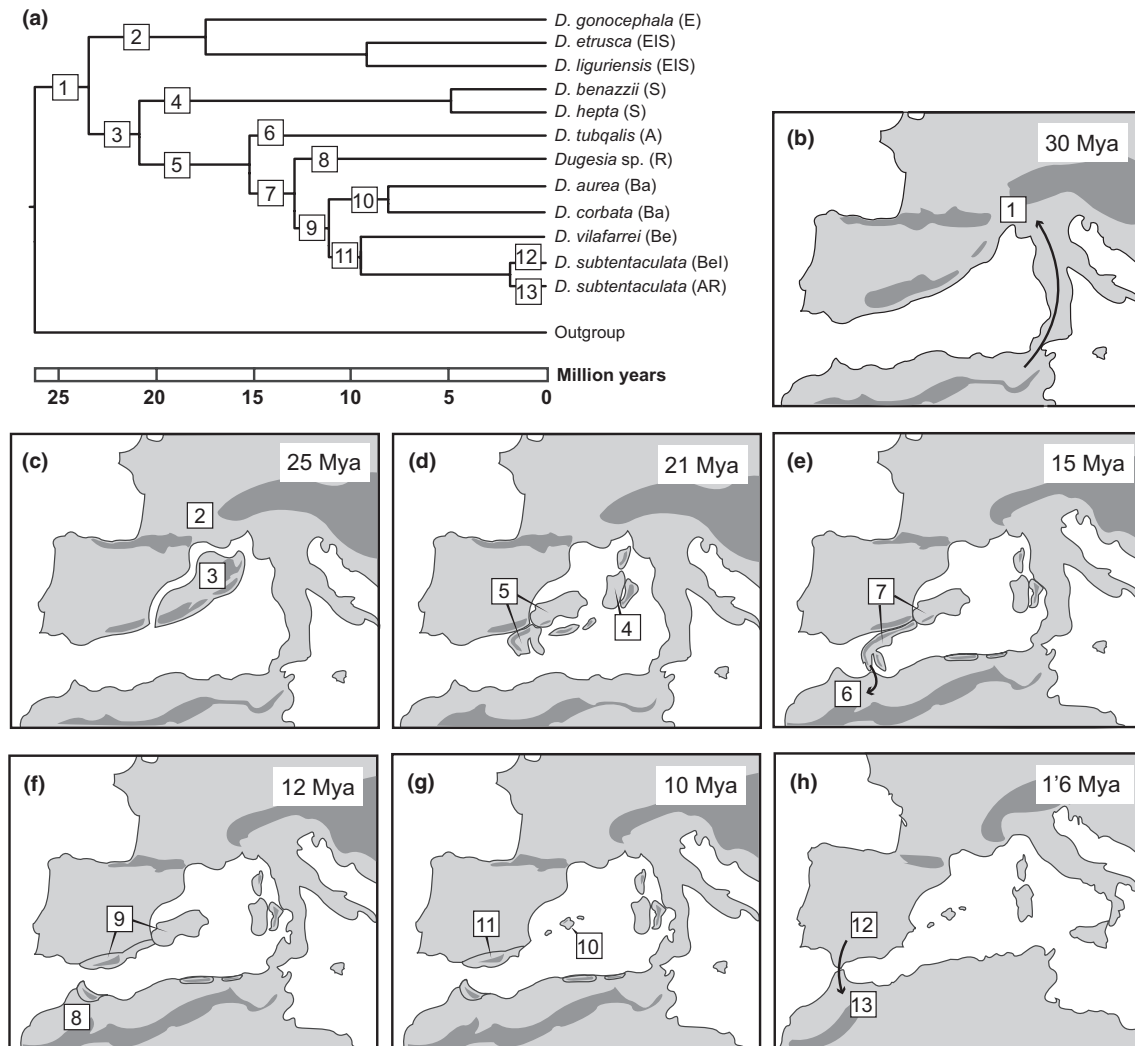 (a)
2
D. gonocephala (E)
D. etrusca (EIS)
1
D. liguriensis (EIS)
4
D. benazzii (S)
3
D. hepta (S)
6
D. tubqalis (A)
5
8
Dugesia sp. (R)
7
10
D. aurea (Ba)
9
D. corbata (Ba)
11
D. vilafarrei (Be)
12
D. subtentaculata (BeI)
13
D. subtentaculata (AR)
Outgroup
Million years
25 20 15 10 5 0
(b)
30 Mya
1
(c)
25 Mya
2
3
(d)
21 Mya
5
4
(e)
15 Mya
7
6
(f)
12 Mya
9
8
(g)
10 Mya
11
10
(h)
1'6 Mya
12
13